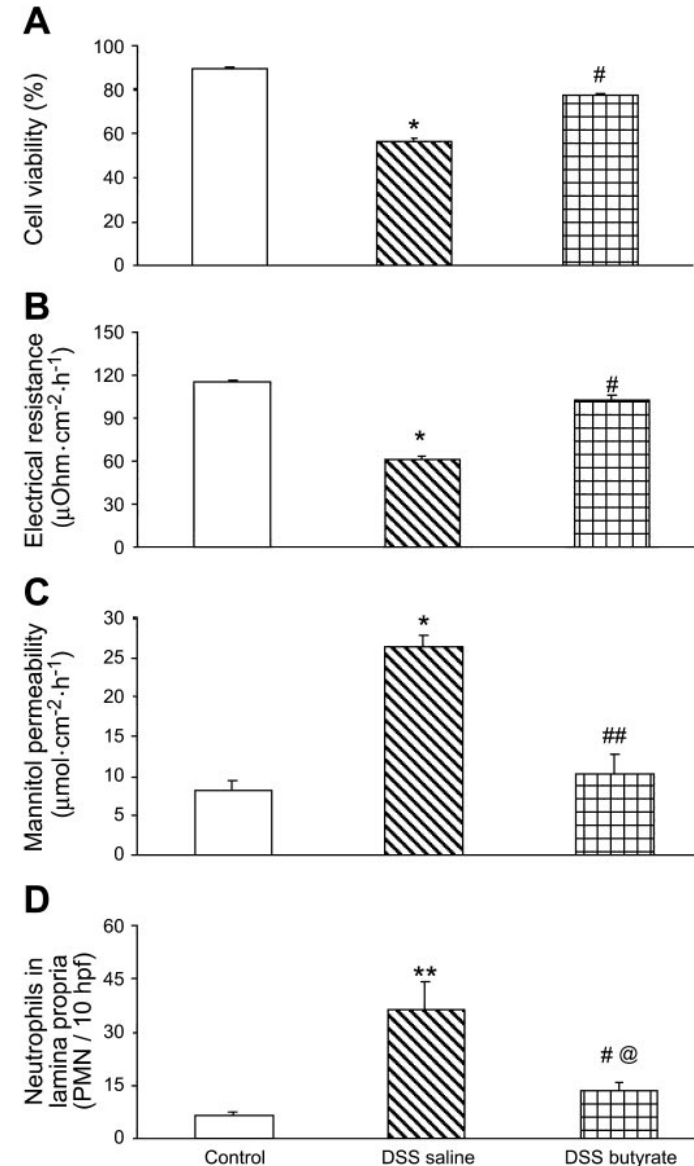 A
Cell viability (%)
100
80
60
40
20
0
*
#
B
Electrical resistance
(µOhm·cm⁻²·h⁻¹)
150
120
90
60
30
0
*
#
C
Mannitol permeability
(µmol·cm⁻²·h⁻¹)
30
25
20
15
10
5
0
*
##
D
Neutrophils in
lamina propria
(PMN / 10 hpf)
60
45
30
15
0
**
# @
Control DSS saline DSS butyrate